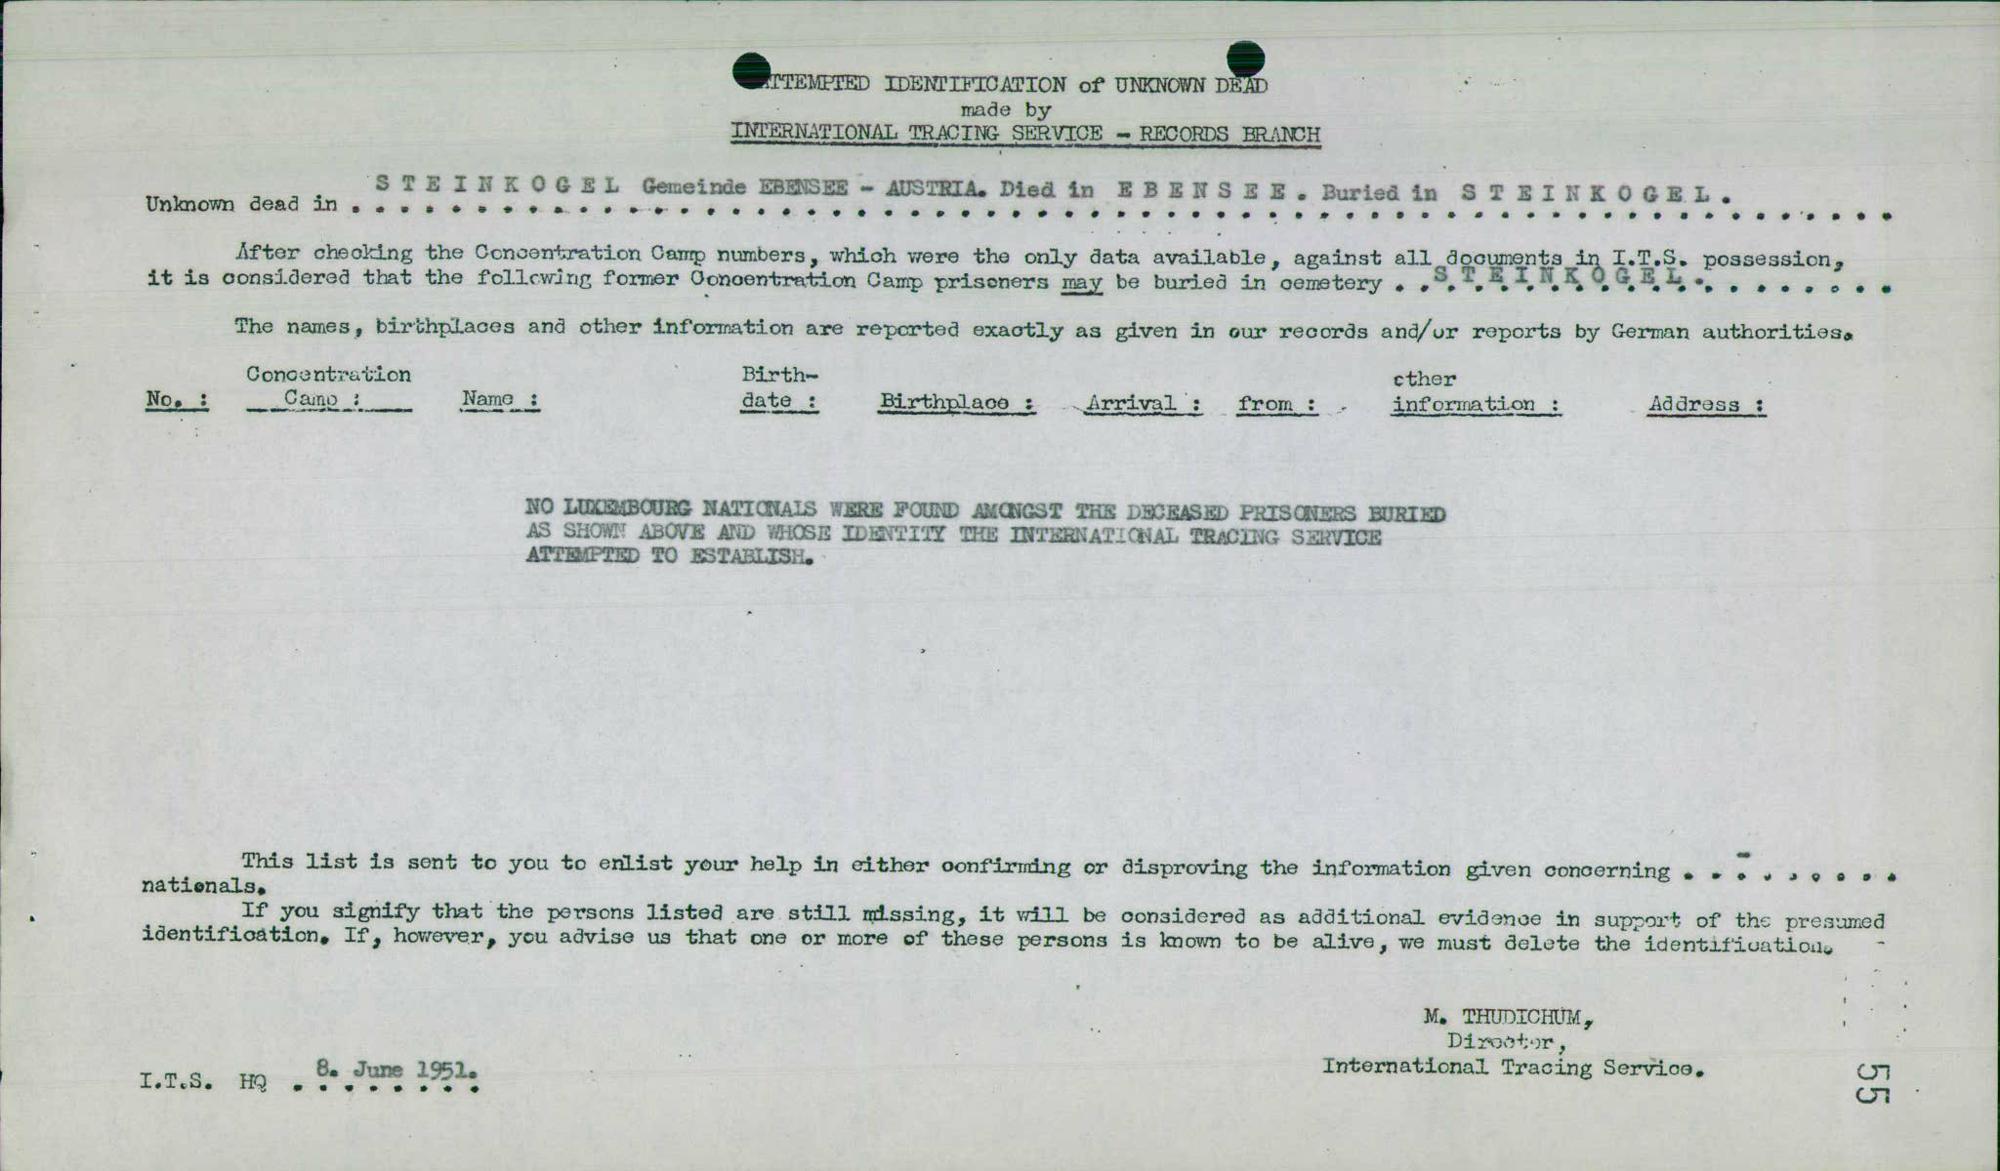 ATTEMPTED IDENTIFICATION of UNKNOWN DEAD
made by
INTERNATIONAL TRACING SERVICE - RECORDS BRANCH
Unknown dead in S T E I N K O G E L Gemeinde EBENSEE - AUSTRIA. Died in E B E N S E E . Buried in S T E I N K O G E L .
After checking the Concentration Camp numbers, which were the only data available, against all documents in I.T.S. possession,
it is considered that the following former Concentration Camp prisoners may be buried in cemetery . . S T E I N K O G E L .
The names, birthplaces and other information are reported exactly as given in our records and/or reports by German authorities.
No. : Concentration Camp : Name : Birth-date : Birthplace : Arrival : from : other information : Address :
NO LUXEMBOURG NATIONALS WERE FOUND AMONGST THE DECEASED PRISONERS BURIED
AS SHOWN ABOVE AND WHOSE IDENTITY THE INTERNATIONAL TRACING SERVICE
ATTEMPTED TO ESTABLISH.
This list is sent to you to enlist your help in either confirming or disproving the information given concerning . . - . . . . . .
nationals.
If you signify that the persons listed are still missing, it will be considered as additional evidence in support of the presumed
identification. If, however, you advise us that one or more of these persons is known to be alive, we must delete the identification.
M. THUDICHUM,
Director,
International Tracing Service.
I.T.S. HQ 8. June 1951.
55